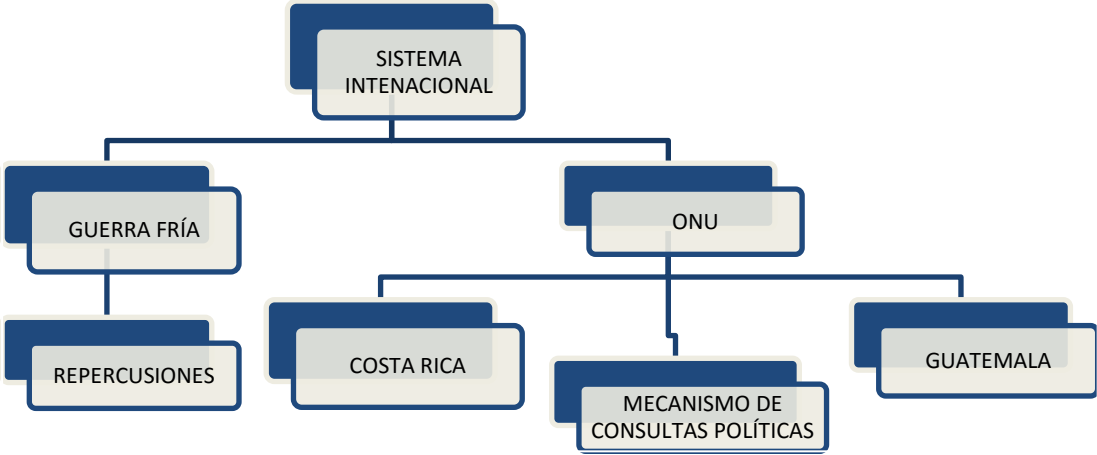 SISTEMA
INTENACIONAL
GUERRA FRÍA
ONU
REPERCUSIONES
COSTA RICA
MECANISMO DE
CONSULTAS POLÍTICAS
GUATEMALA